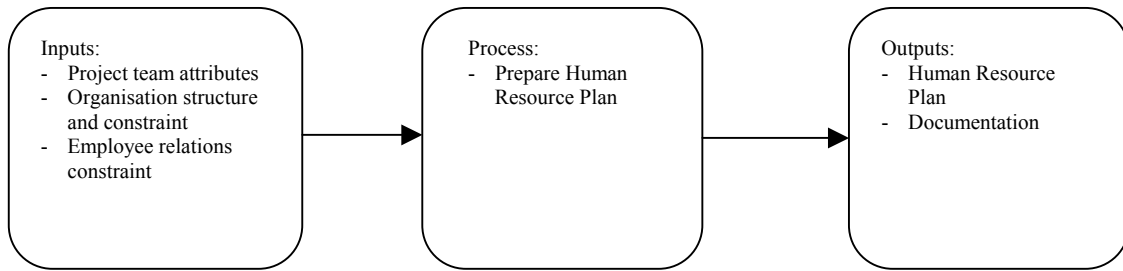 Inputs:
- Project team attributes
- Organisation structure
and constraint
- Employee relations
constraint
Process:
- Prepare Human
Resource Plan
Outputs:
- Human Resource
Plan
- Documentation